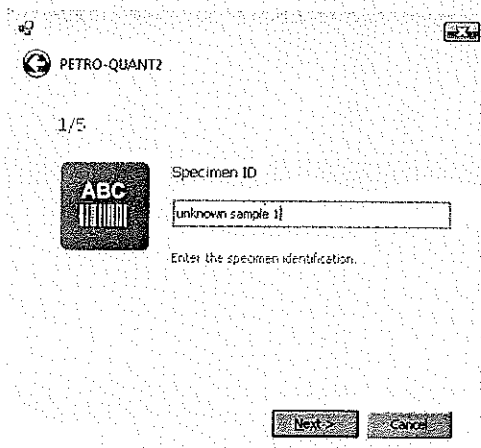 PETRO-QUANT2
1/5
ABC
Specimen ID
unknown sample 1
Enter the specimen identification.
Next >
Cancel